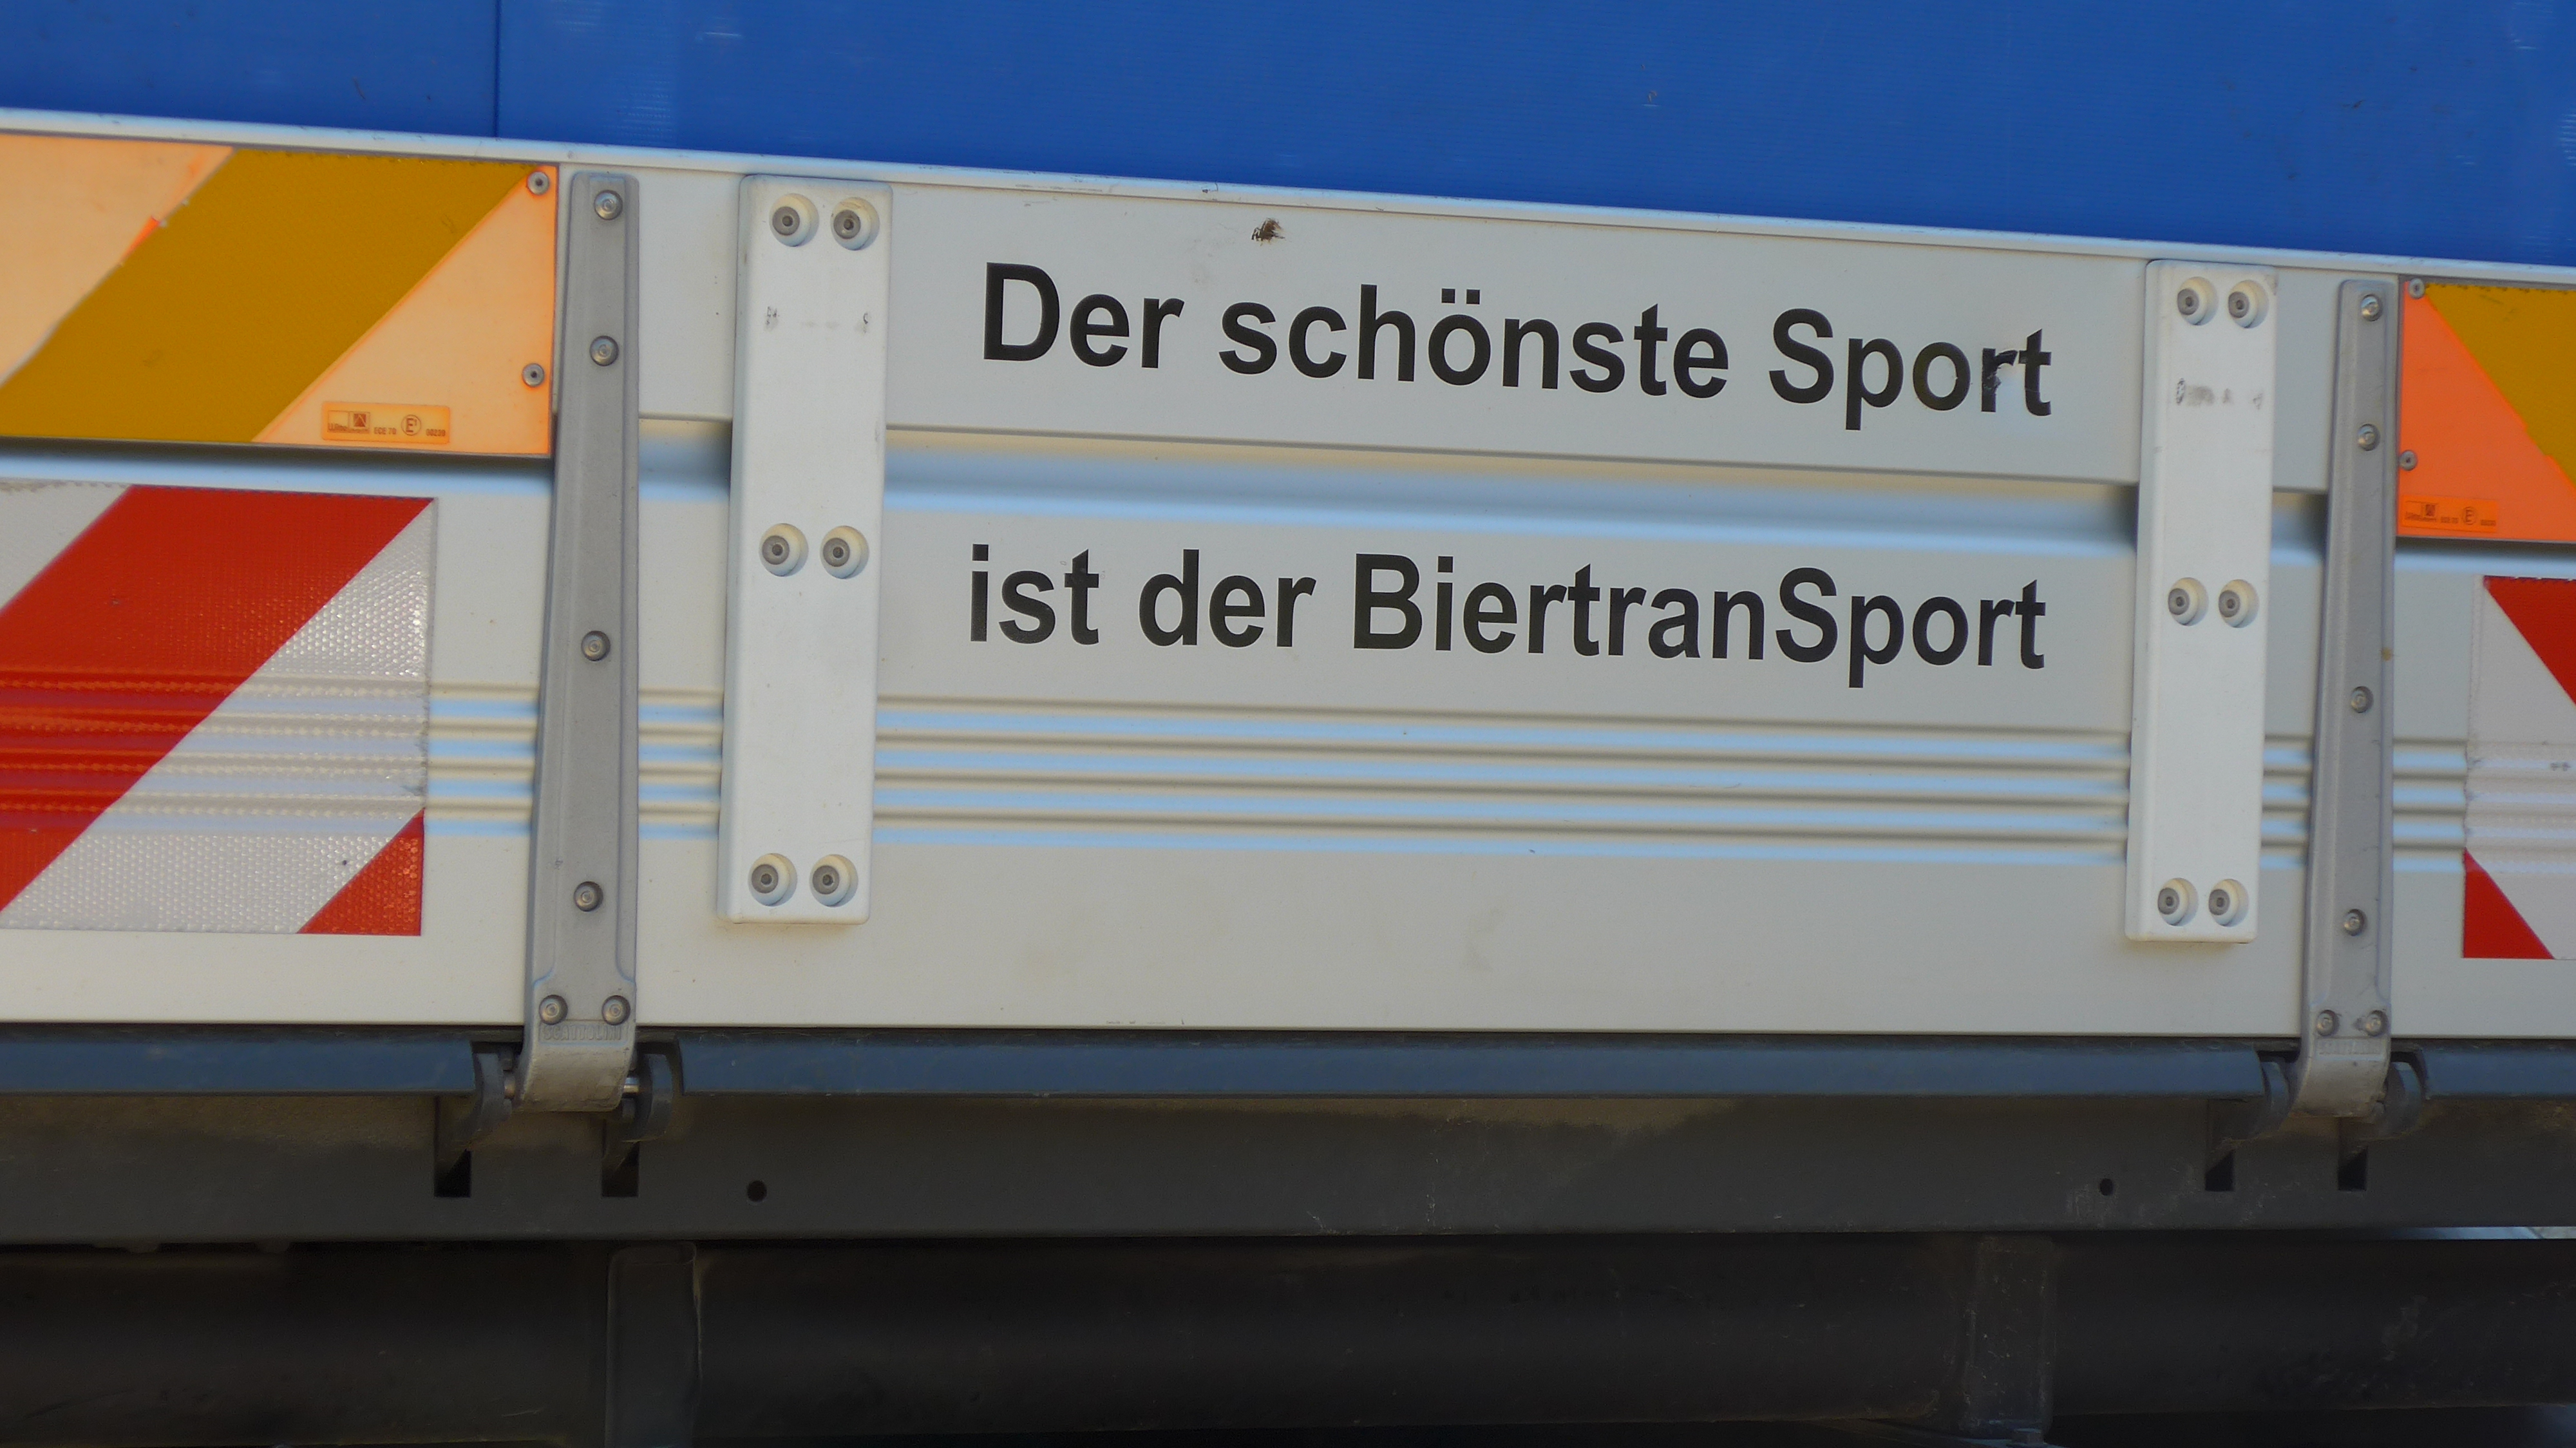 Der schönste Sport
ist der BiertranSport